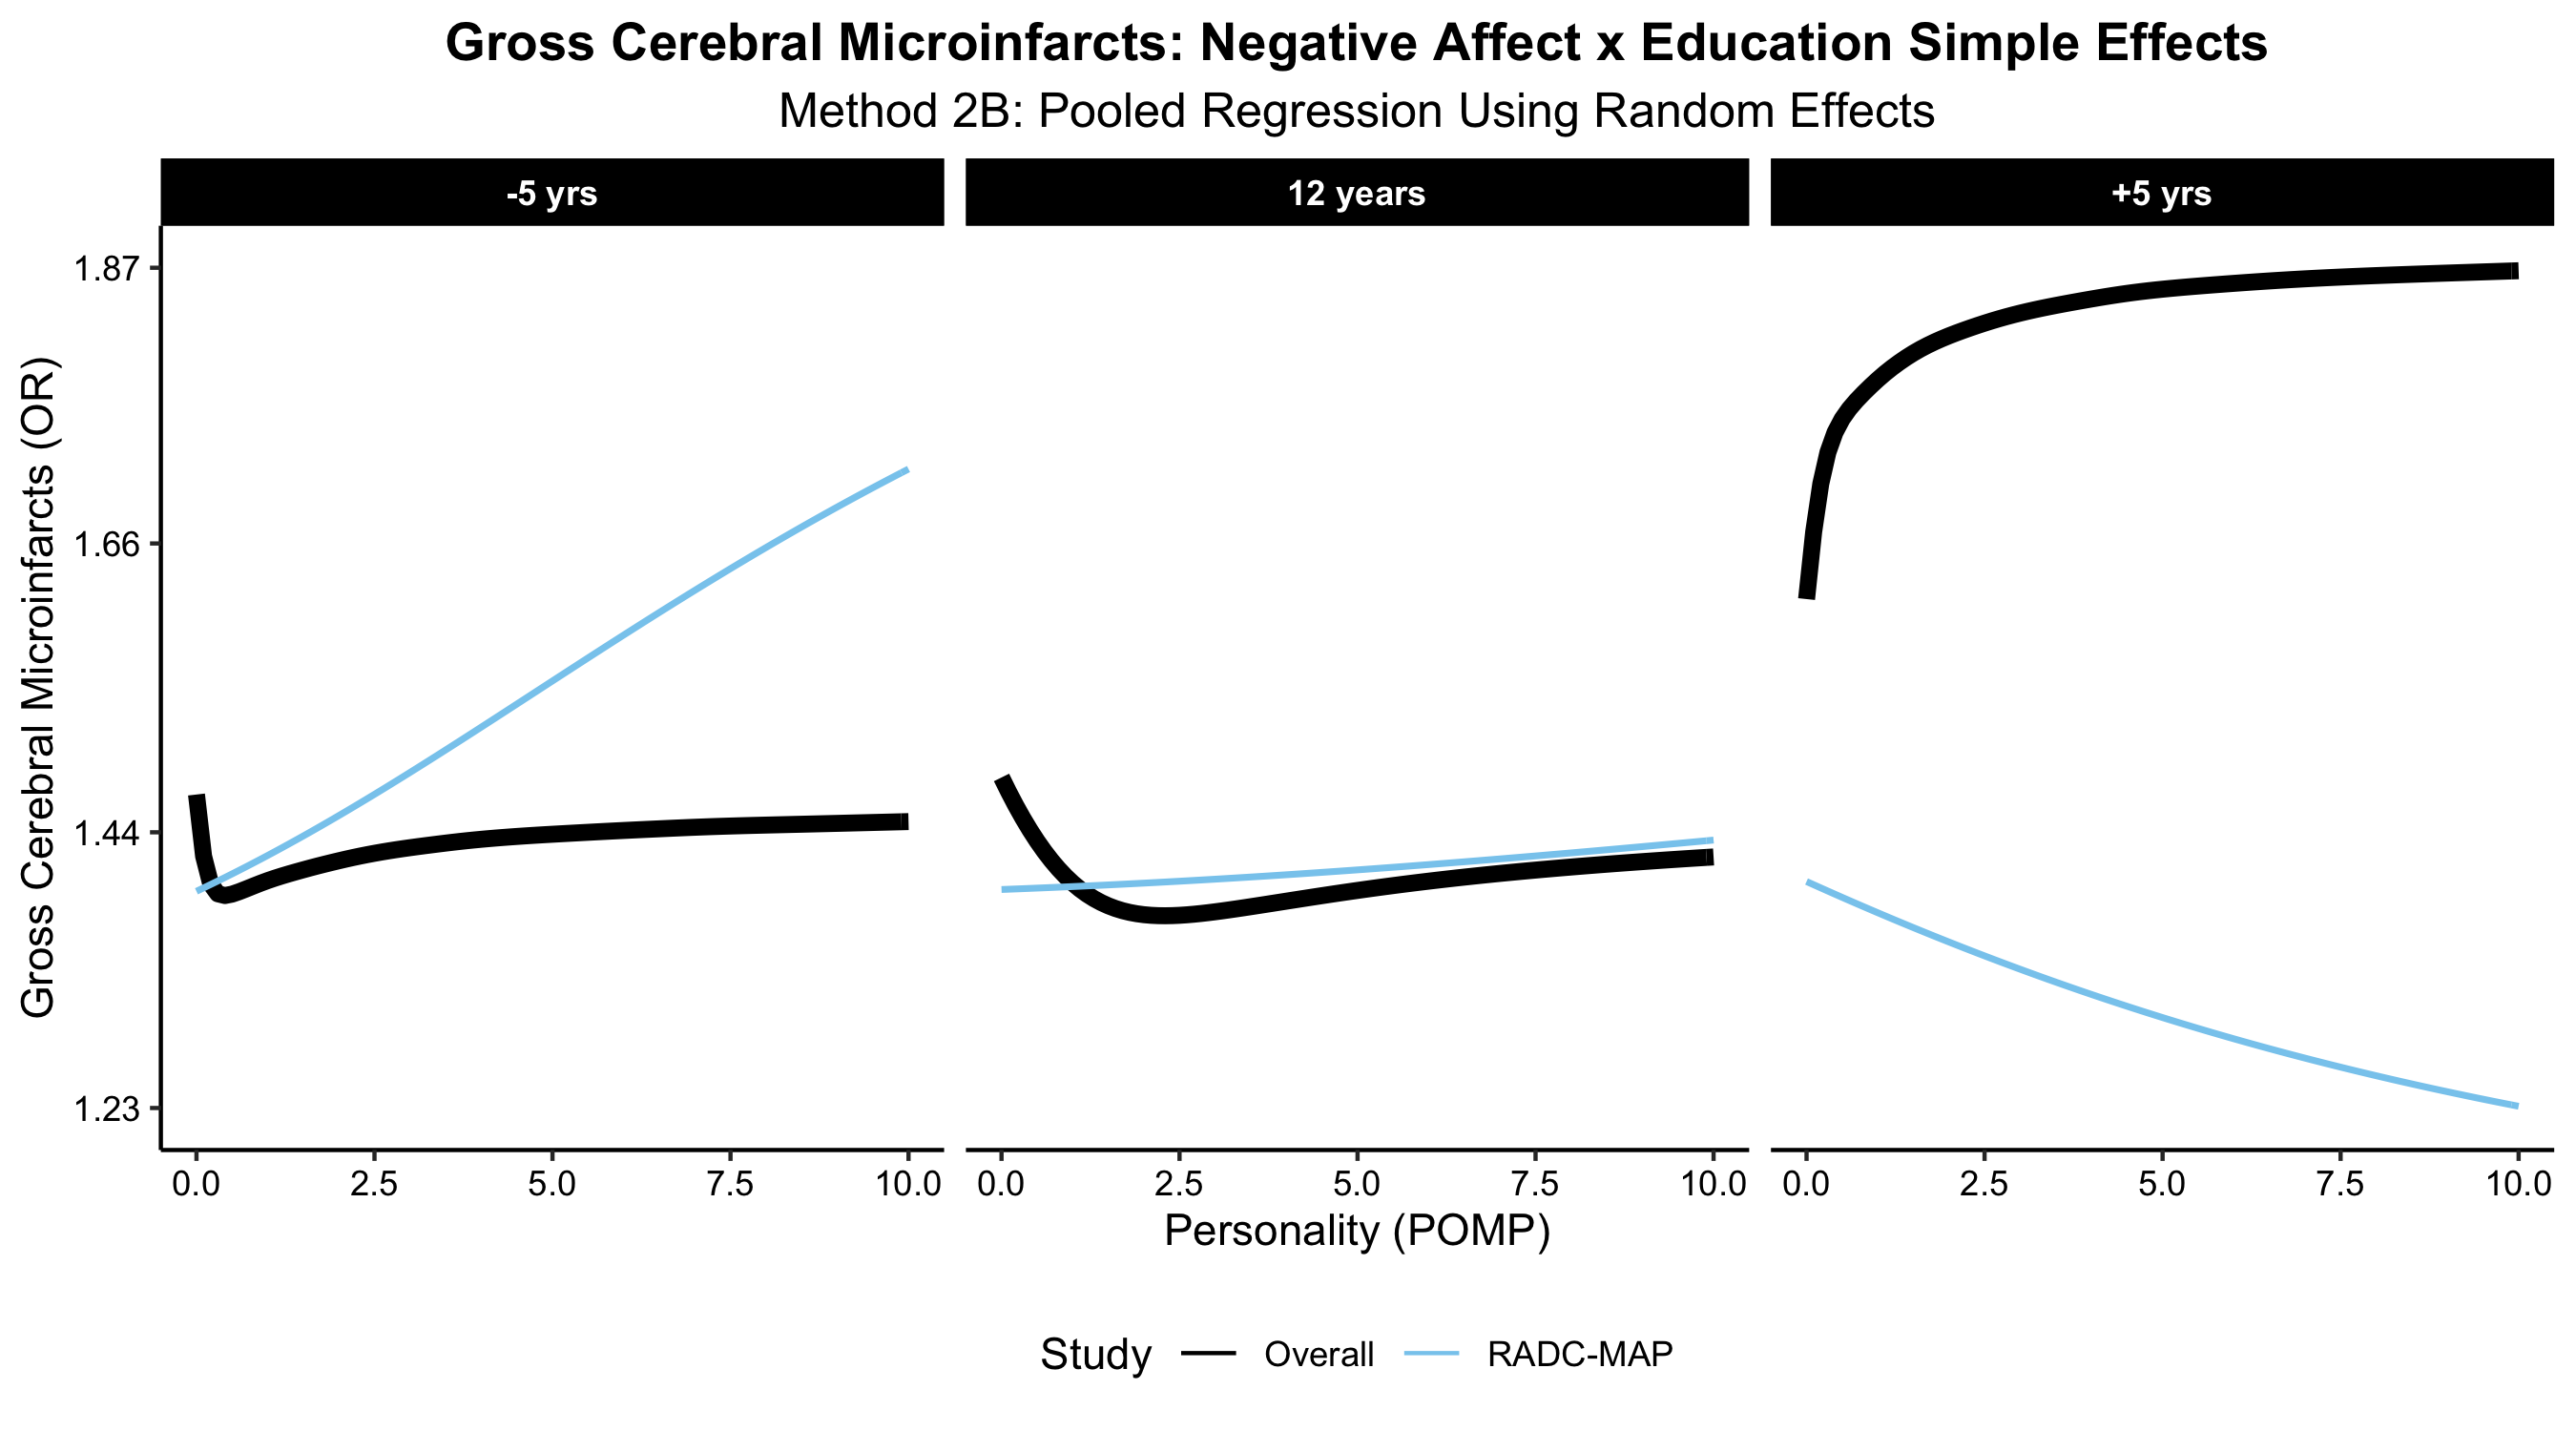 Gross Cerebral Microinfarcts: Negative Affect x Education Simple Effects
Method 2B: Pooled Regression Using Random Effects
-5 yrs 12 years +5 yrs
Gross Cerebral Microinfarcts (OR)
1.87
1.66
1.44
1.23
0.0 2.5 5.0 7.5 10.0 0.0 2.5 5.0 7.5 10.0 0.0 2.5 5.0 7.5 10.0
Personality (POMP)
Study Overall RADC-MAP